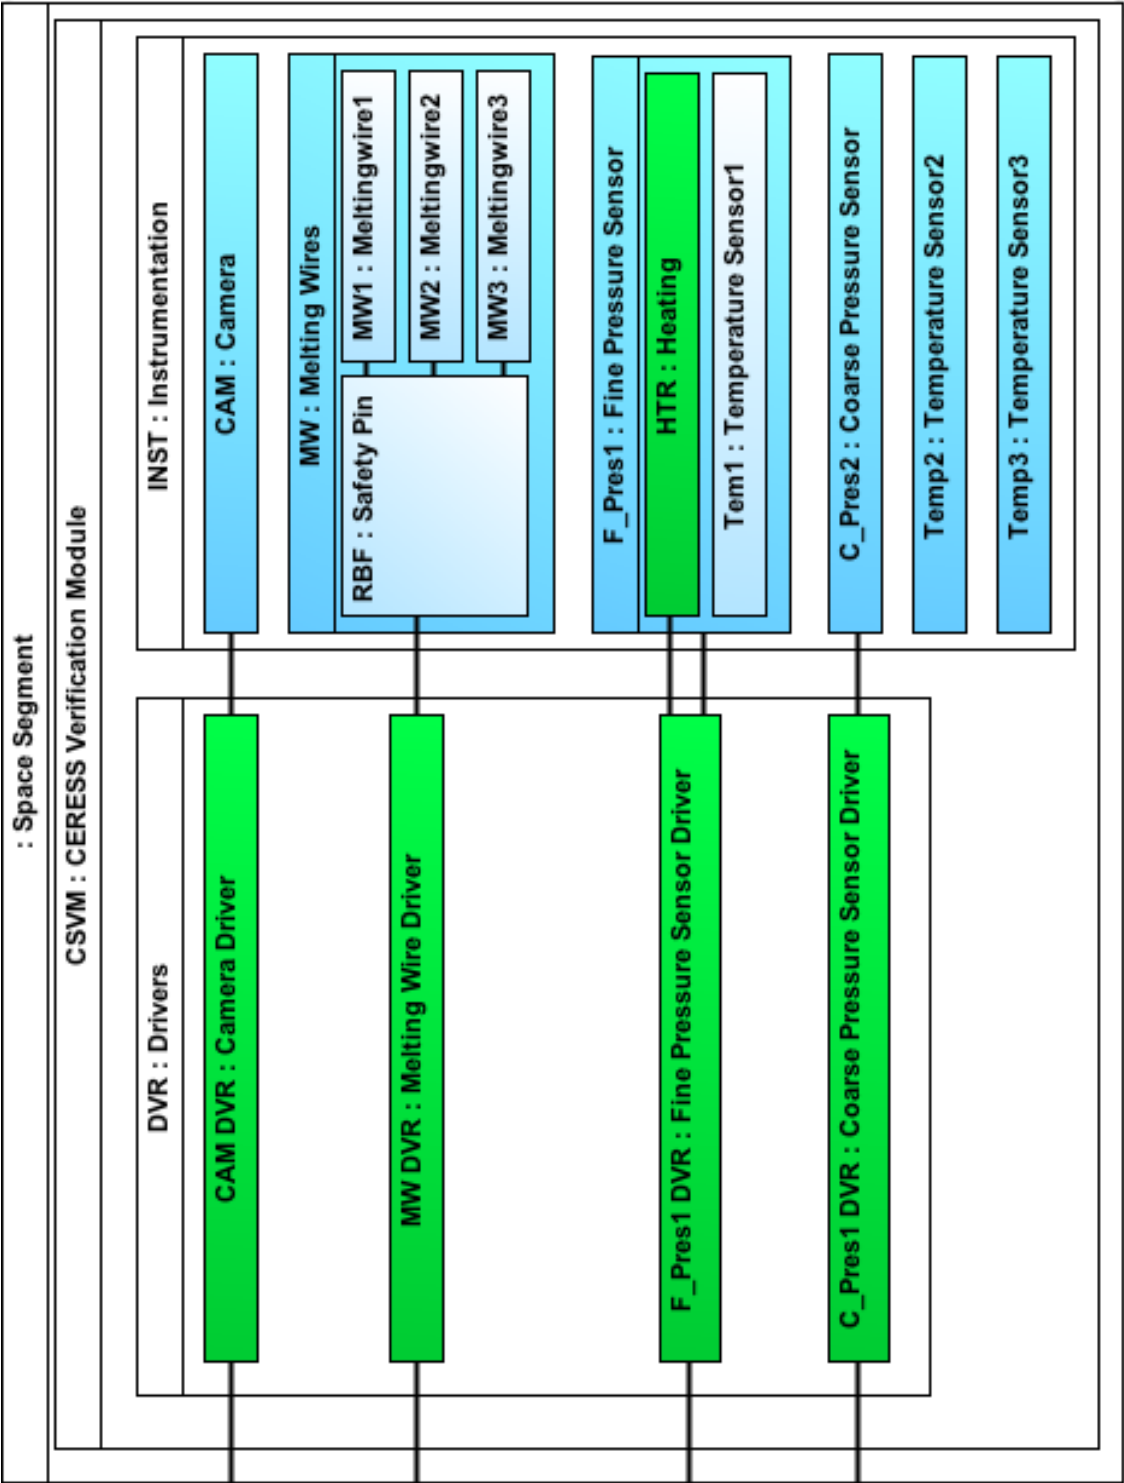 : Space Segment
CSVM : CERESS Verification Module
DVR : Drivers
INST : Instrumentation
CAM DVR : Camera Driver
CAM : Camera
MW DVR : Melting Wire Driver
MW : Melting Wires
RBF : Safety Pin
MW1 : Meltingwire1
MW2 : Meltingwire2
MW3 : Meltingwire3
F_Pres1 DVR : Fine Pressure Sensor Driver
F_Pres1 : Fine Pressure Sensor
HTR : Heating
Tem1 : Temperature Sensor1
C_Pres1 DVR : Coarse Pressure Sensor Driver
C_Pres2 : Coarse Pressure Sensor
Temp2 : Temperature Sensor2
Temp3 : Temperature Sensor3